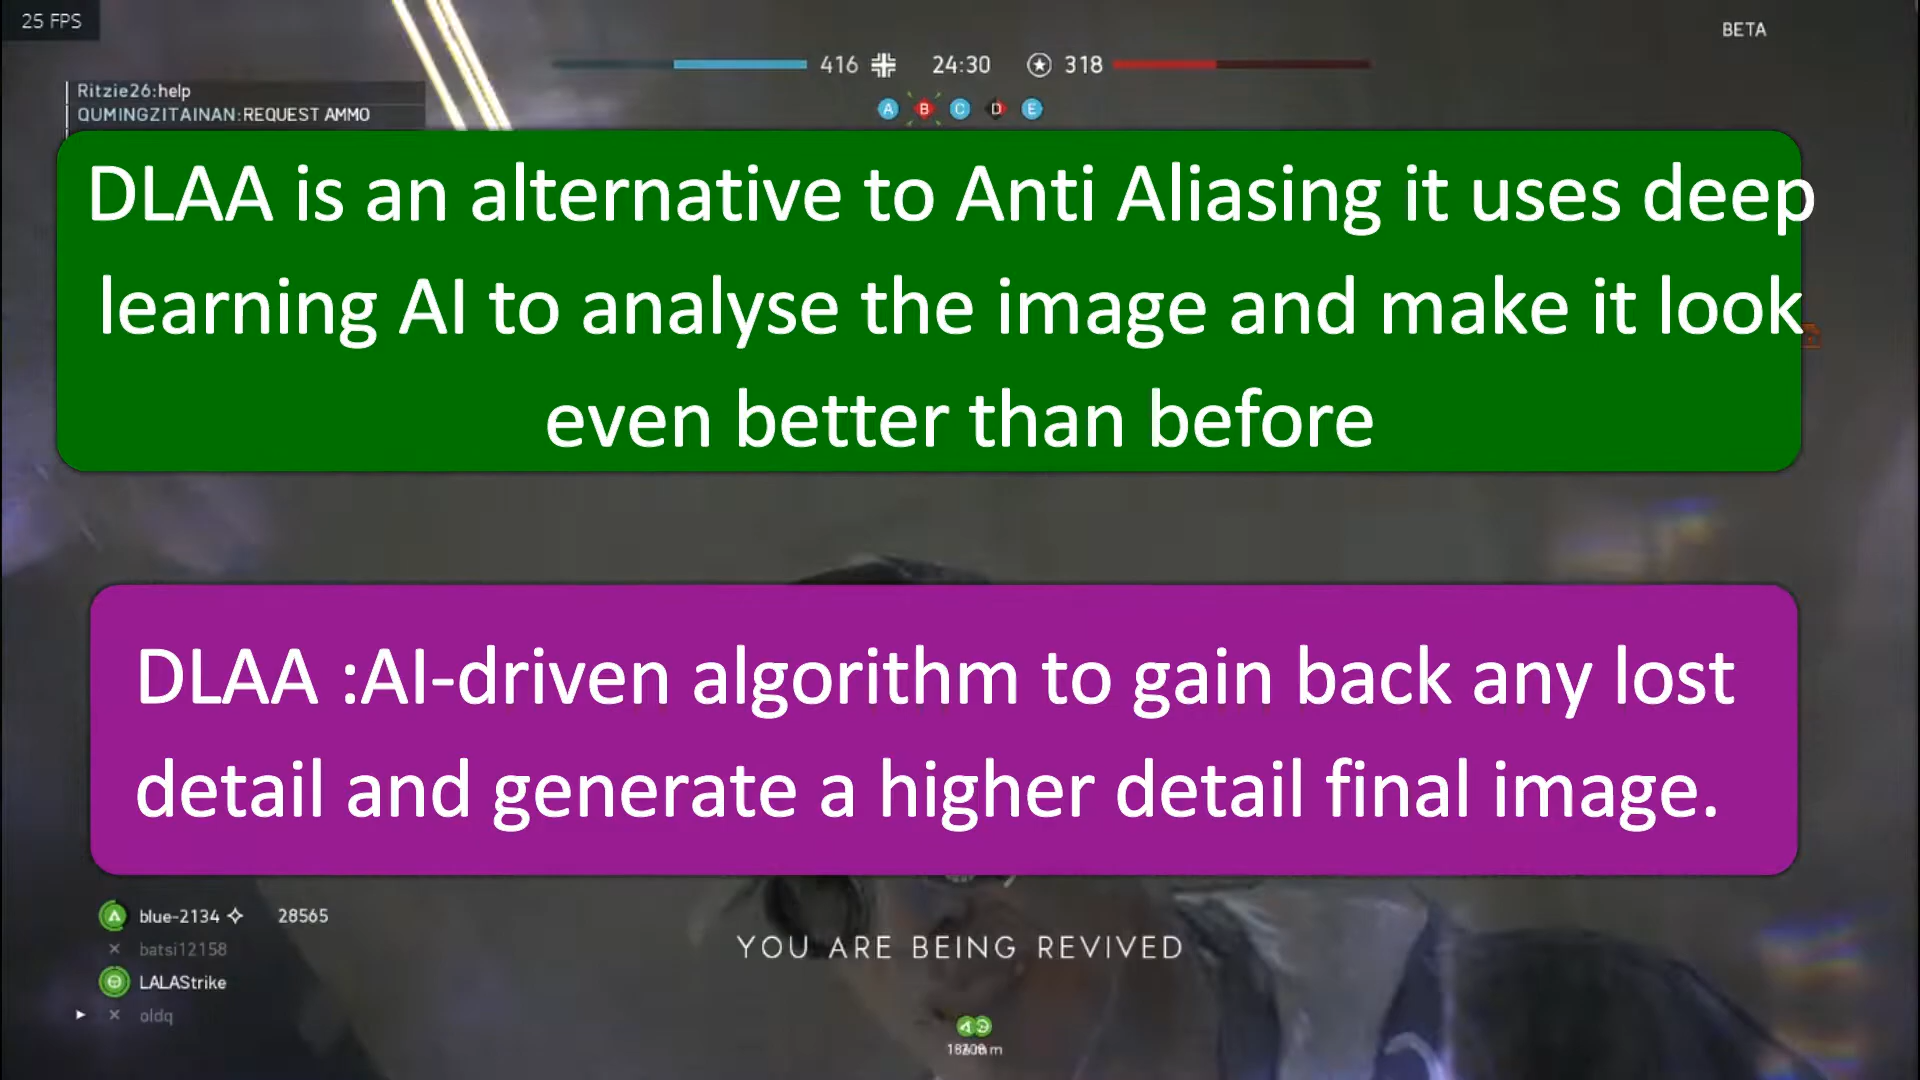 25 FPS
BETA
416 24:30 318
Ritzie26:help
QUMINGZITAINAN:REQUEST AMMO
A B C D E
DLAA is an alternative to Anti Aliasing it uses deep
learning AI to analyse the image and make it look
even better than before
DLAA :AI-driven algorithm to gain back any lost
detail and generate a higher detail final image.
blue-2134 28565
batsi12158
LALAStrike
oldq
YOU ARE BEING REVIVED